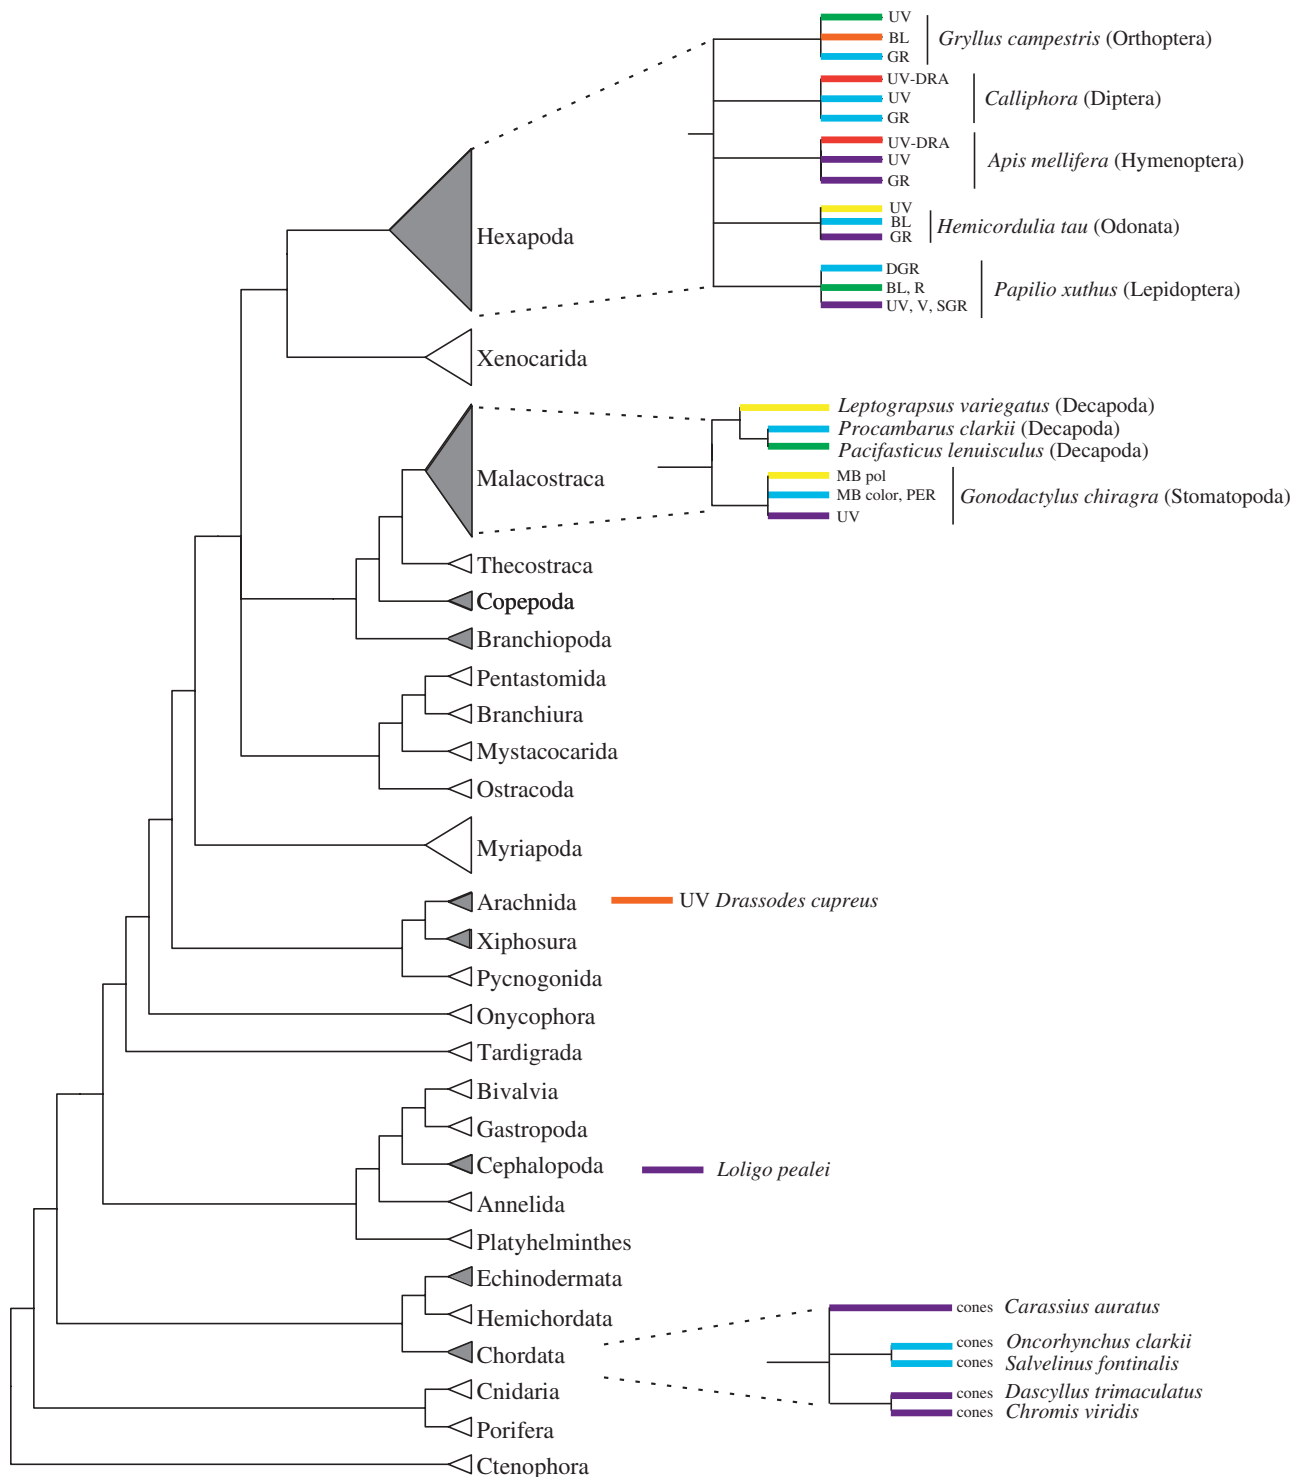 UV
BL
GR
Gryllus campestris (Orthoptera)
UV-DRA
UV
GR
Calliphora (Diptera)
UV-DRA
UV
GR
Apis mellifera (Hymenoptera)
UV
BL
GR
Hemicordulia tau (Odonata)
DGR
BL, R
UV, V, SGR
Papilio xuthus (Lepidoptera)
Hexapoda
Xenocarida
Leptograpsus variegatus (Decapoda)
Procambarus clarkii (Decapoda)
Pacifasticus lenuisculus (Decapoda)
MB pol
MB color, PER
UV
Gonodactylus chiragra (Stomatopoda)
Malacostraca
Thecostraca
Copepoda
Branchiopoda
Pentastomida
Branchiura
Mystacocarida
Ostracoda
Myriapoda
Arachnida
UV Drassodes cupreus
Xiphosura
Pycnogonida
Onycophora
Tardigrada
Bivalvia
Gastropoda
Cephalopoda
Loligo pealei
Annelida
Platyhelminthes
Echinodermata
Hemichordata
Chordata
cones Carassius auratus
cones Oncorhynchus clarkii
cones Salvelinus fontinalis
cones Dascyllus trimaculatus
cones Chromis viridis
Cnidaria
Porifera
Ctenophora